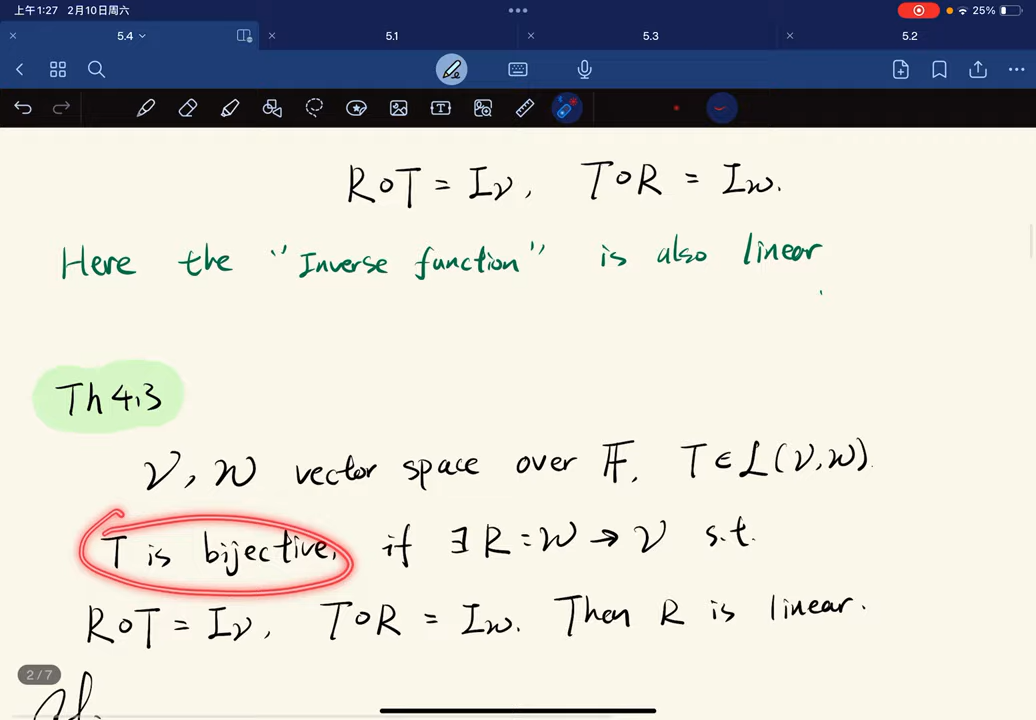 上午1:27 2月10日周六
25%
5.4
5.1
5.3
5.2
R∘T = I𝒱, T∘R = I𝓌.
Here the "Inverse function" is also linear
Th 4.3
𝒱, 𝒲 vector space over 𝔽, T ∈ ℒ(𝒱,𝒲).
T is bijective, if ∃ R : 𝒲 → 𝒱 s.t.
R∘T = I𝒱, T∘R = I𝓌. Then R is linear.
2 / 7